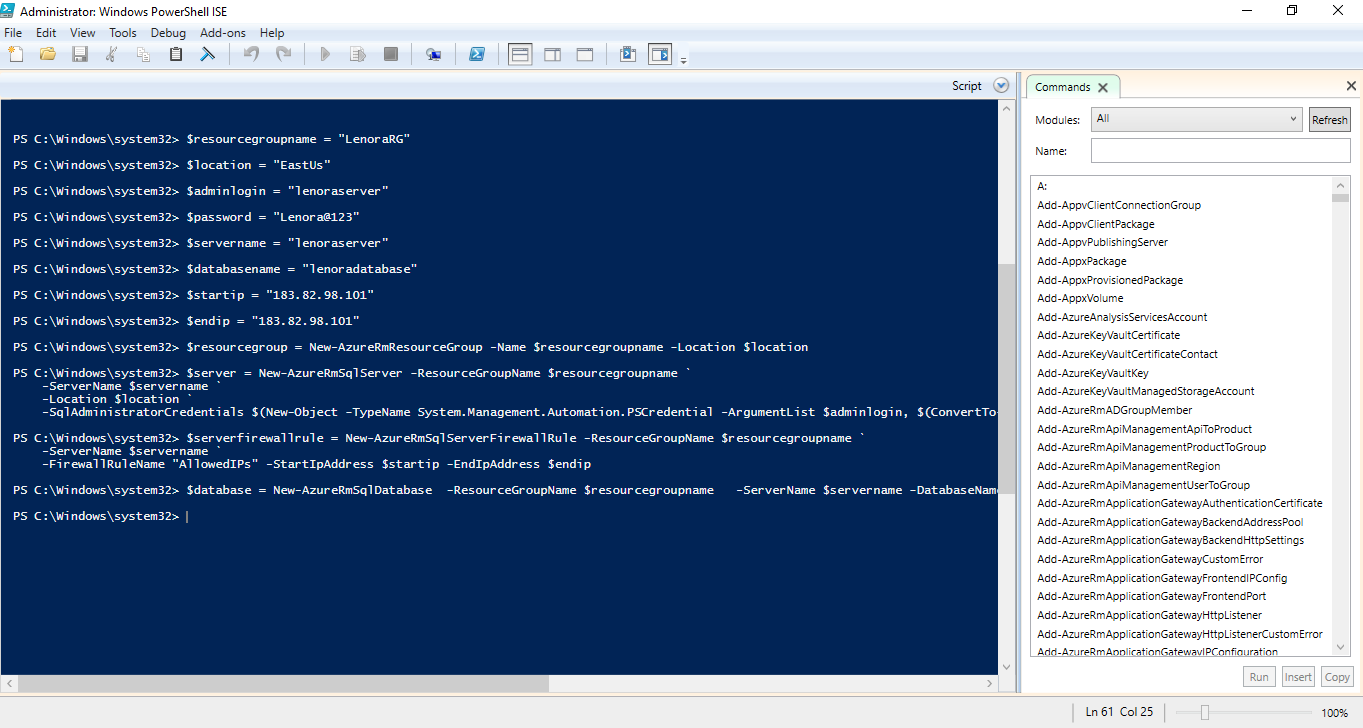 Administrator: Windows PowerShell ISE
File Edit View Tools Debug Add-ons Help
Script
PS C:\Windows\system32> $resourcegroupname = "LenoraRG"
PS C:\Windows\system32> $location = "EastUs"
PS C:\Windows\system32> $adminlogin = "lenoraserver"
PS C:\Windows\system32> $password = "Lenora@123"
PS C:\Windows\system32> $servername = "lenoraserver"
PS C:\Windows\system32> $databasename = "lenoradatabase"
PS C:\Windows\system32> $startip = "183.82.98.101"
PS C:\Windows\system32> $endip = "183.82.98.101"
PS C:\Windows\system32> $resourcegroup = New-AzureRmResourceGroup -Name $resourcegroupname -Location $location
PS C:\Windows\system32> $server = New-AzureRmSqlServer -ResourceGroupName $resourcegroupname `
-ServerName $servername `
-Location $location `
-SqlAdministratorCredentials $(New-Object -TypeName System.Management.Automation.PSCredential -ArgumentList $adminlogin, $(ConvertTo-
PS C:\Windows\system32> $serverfirewallrule = New-AzureRmSqlServerFirewallRule -ResourceGroupName $resourcegroupname `
-ServerName $servername `
-FirewallRuleName "AllowedIPs" -StartIpAddress $startip -EndIpAddress $endip
PS C:\Windows\system32> $database = New-AzureRmSqlDatabase  -ResourceGroupName $resourcegroupname   -ServerName $servername -DatabaseName
PS C:\Windows\system32>
Commands
Modules: All Refresh
Name:
A:
Add-AppvClientConnectionGroup
Add-AppvClientPackage
Add-AppvPublishingServer
Add-AppxPackage
Add-AppxProvisionedPackage
Add-AppxVolume
Add-AzureAnalysisServicesAccount
Add-AzureKeyVaultCertificate
Add-AzureKeyVaultCertificateContact
Add-AzureKeyVaultKey
Add-AzureKeyVaultManagedStorageAccount
Add-AzureRmADGroupMember
Add-AzureRmApiManagementApiToProduct
Add-AzureRmApiManagementProductToGroup
Add-AzureRmApiManagementRegion
Add-AzureRmApiManagementUserToGroup
Add-AzureRmApplicationGatewayAuthenticationCertificate
Add-AzureRmApplicationGatewayBackendAddressPool
Add-AzureRmApplicationGatewayBackendHttpSettings
Add-AzureRmApplicationGatewayCustomError
Add-AzureRmApplicationGatewayFrontendIPConfig
Add-AzureRmApplicationGatewayFrontendPort
Add-AzureRmApplicationGatewayHttpListener
Add-AzureRmApplicationGatewayHttpListenerCustomError
Add-AzureRmApplicationGatewayIPConfiguration
Run Insert Copy
Ln 61 Col 25 100%